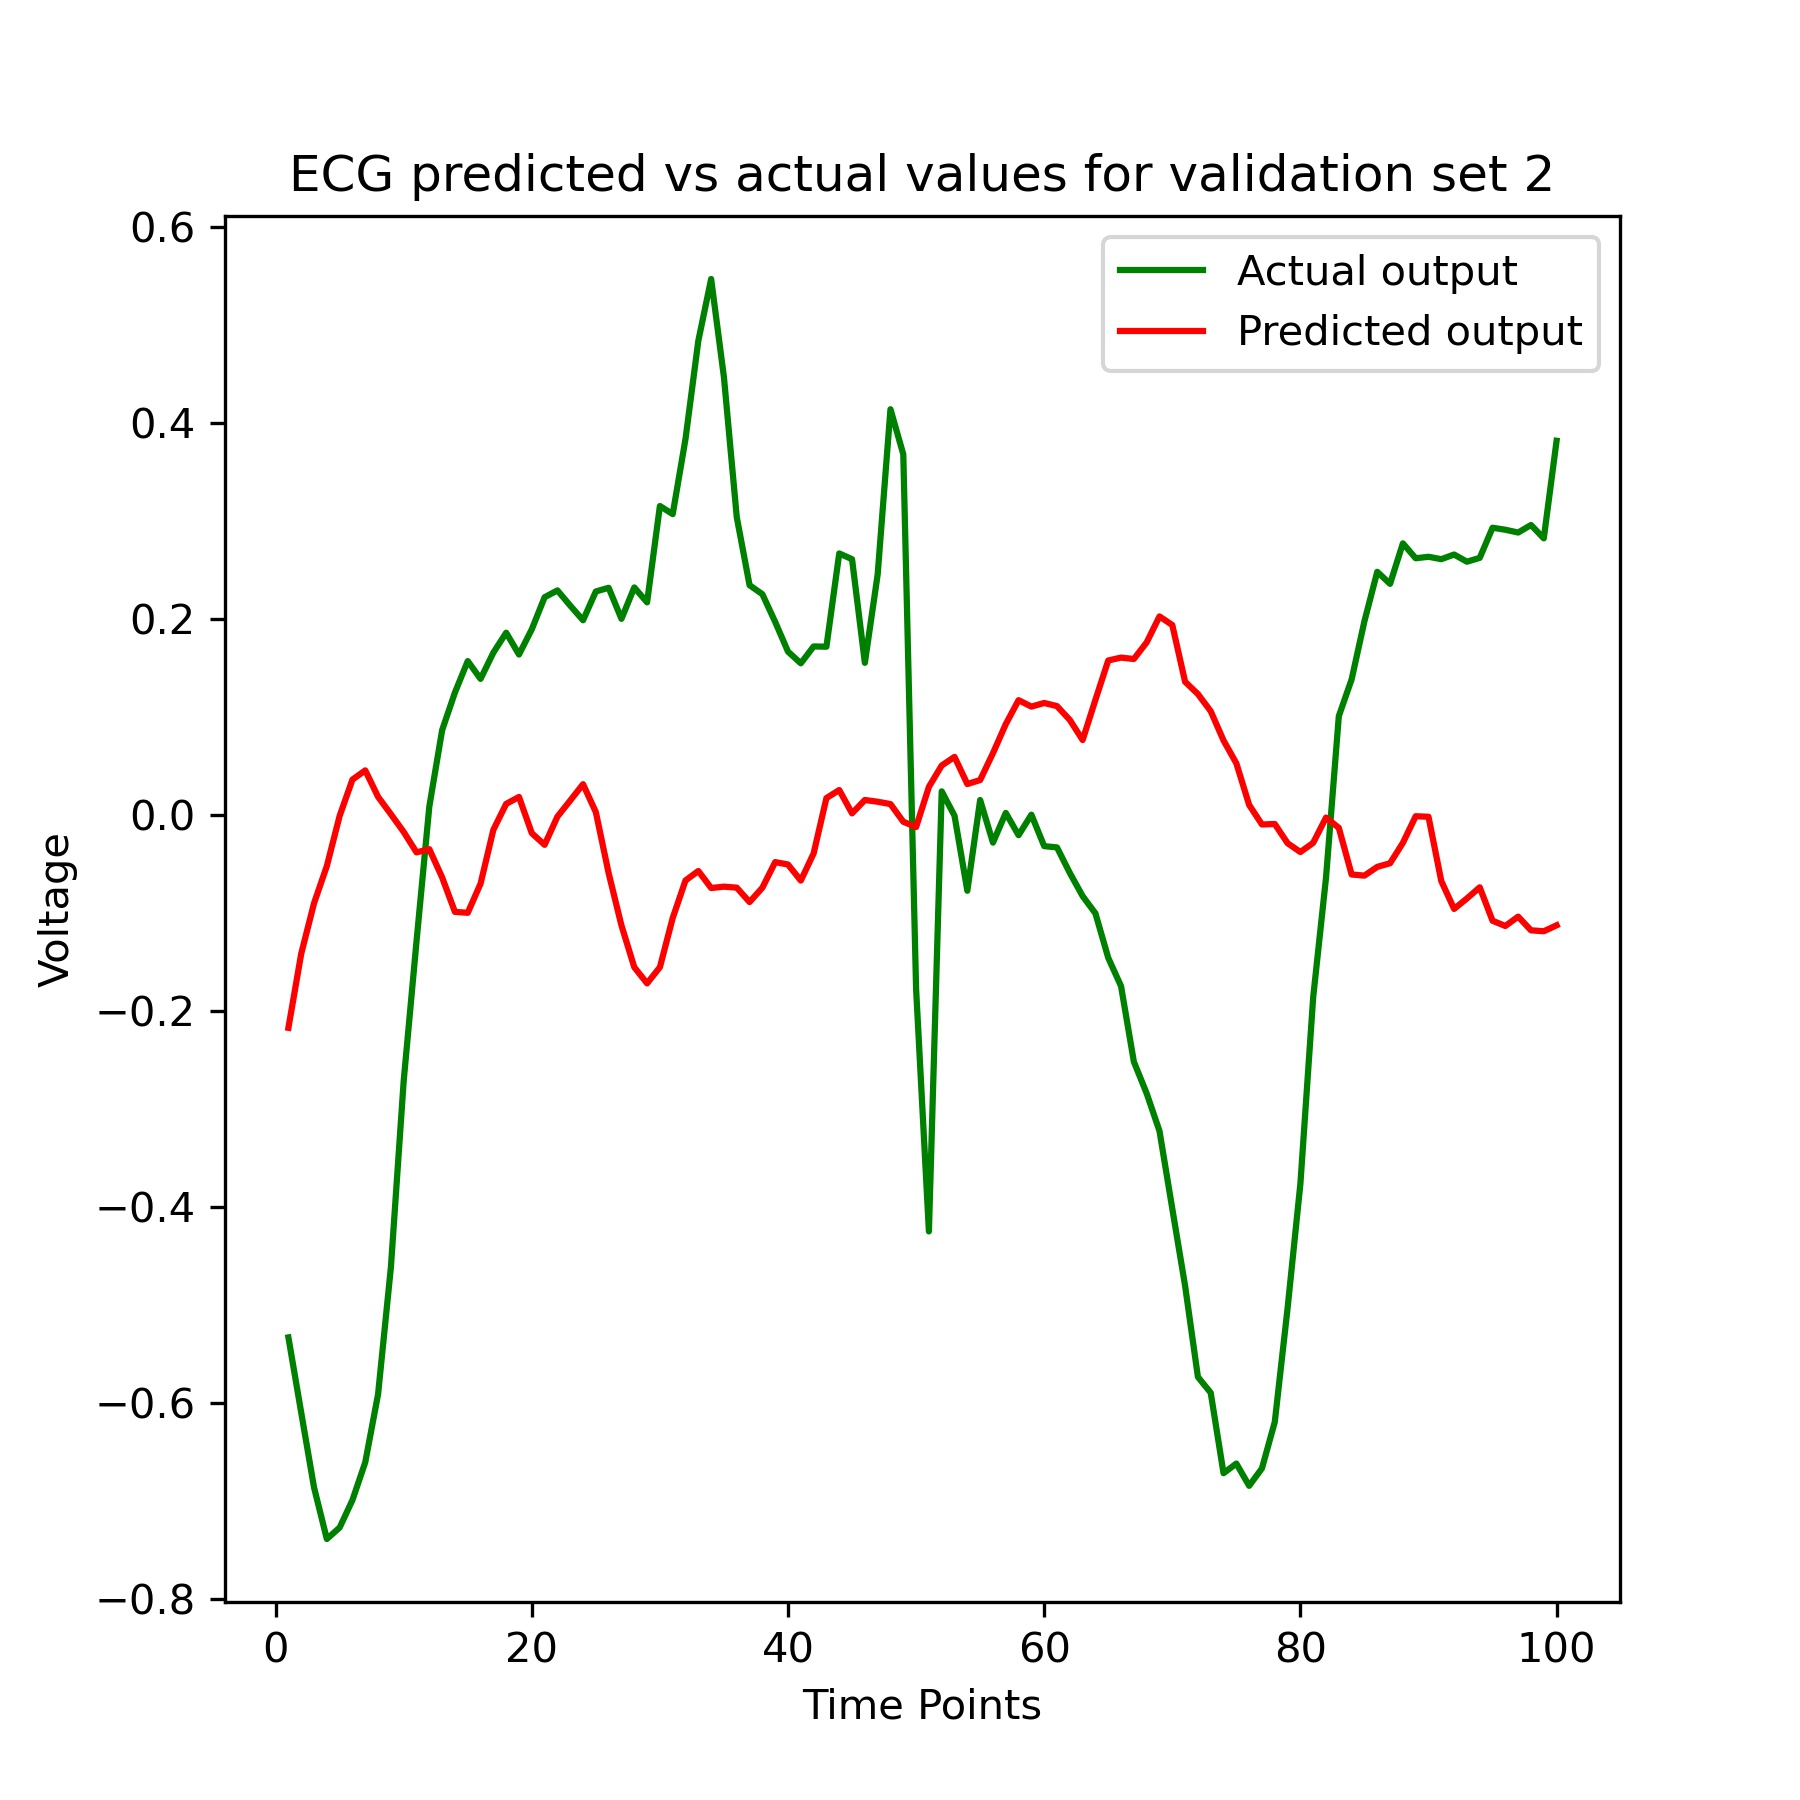 ECG predicted vs actual values for validation set 2
Actual output
Predicted output
Voltage
0.6
0.4
0.2
0.0
−0.2
−0.4
−0.6
−0.8
0 20 40 60 80 100
Time Points